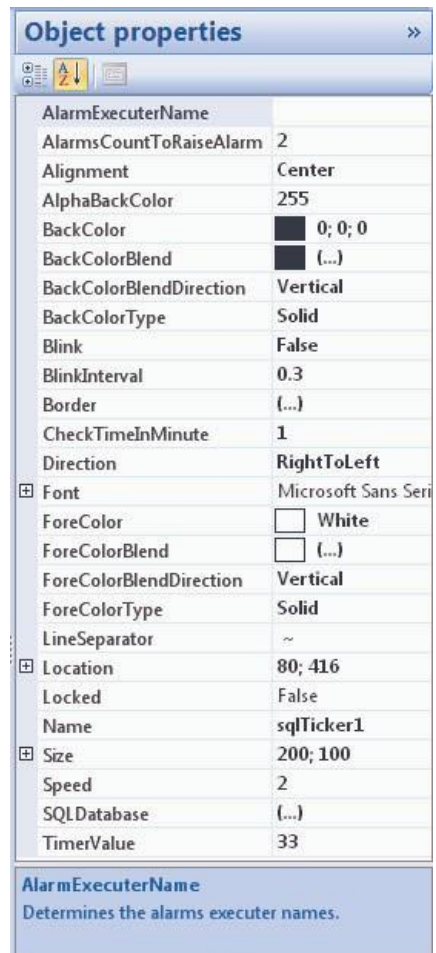 Object properties »
AlarmExecuterName
AlarmsCountToRaiseAlarm 2
Alignment Center
AlphaBackColor 255
BackColor 0; 0; 0
BackColorBlend (...)
BackColorBlendDirection Vertical
BackColorType Solid
Blink False
BlinkInterval 0.3
Border (...)
CheckTimeInMinute 1
Direction RightToLeft
Font Microsoft Sans Seri
ForeColor White
ForeColorBlend (...)
ForeColorBlendDirection Vertical
ForeColorType Solid
LineSeparator ~
Location 80; 416
Locked False
Name sqlTicker1
Size 200; 100
Speed 2
SQLDatabase (...)
TimerValue 33
AlarmExecuterName
Determines the alarms executer names.